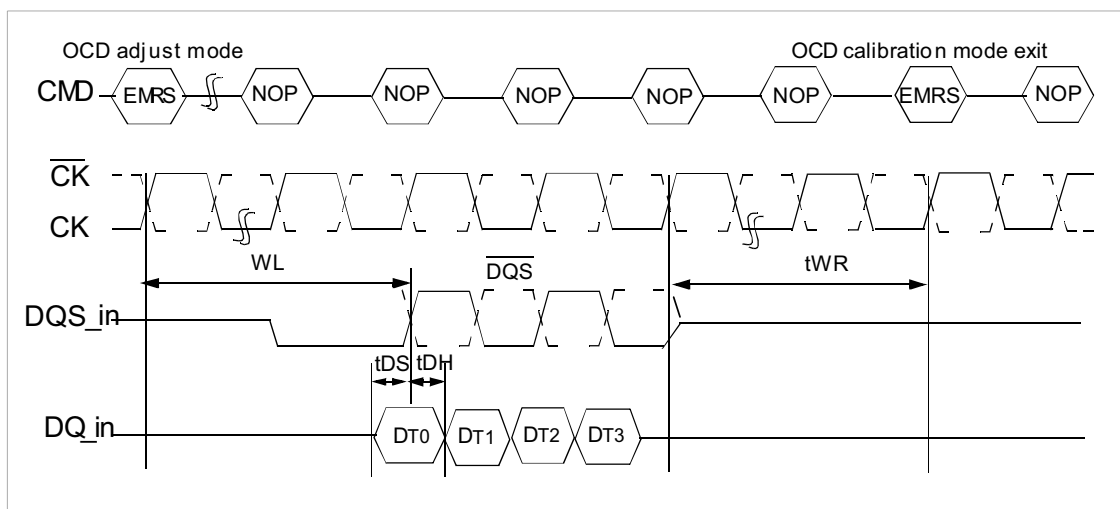 OCD adjust mode OCD calibration mode exit
CMD EMRS NOP NOP NOP NOP NOP EMRS NOP
CK
CK
WL DQS tWR
DQS_in
tDS tDH
DQ_in DT0 DT1 DT2 DT3